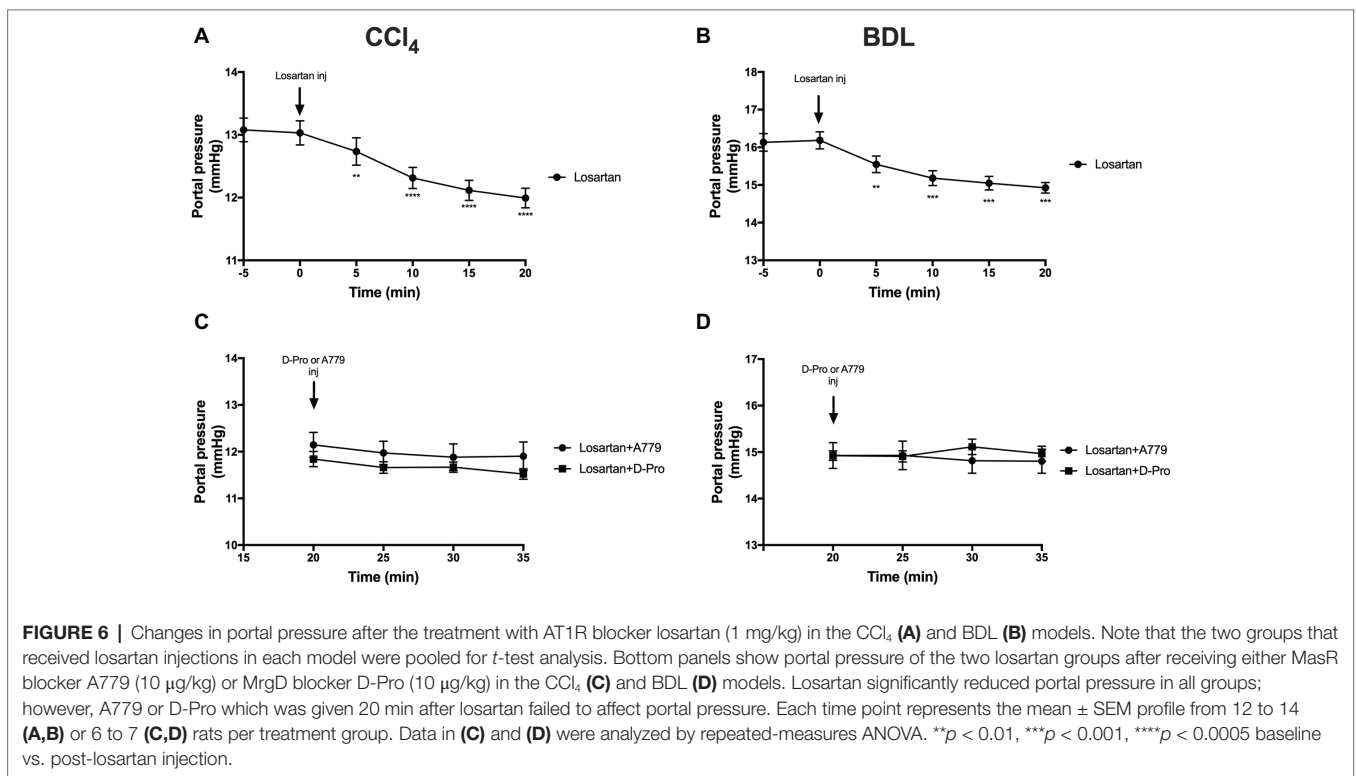 A
CCl₄
14
13
12
11
Portal pressure
(mmHg)
Losartan inj
**
****
****
****
Losartan
-5 0 5 10 15 20
Time (min)
B
BDL
18
17
16
15
14
13
Portal pressure
(mmHg)
Losartan inj
**
***
***
***
Losartan
-5 0 5 10 15 20
Time (min)
C
14
13
12
11
10
Portal pressure
(mmHg)
D-Pro or A779
inj
Losartan+A779
Losartan+D-Pro
15 20 25 30 35
Time (min)
D
17
16
15
14
13
Portal pressure
(mmHg)
D-Pro or A779
inj
Losartan+A779
Losartan+D-Pro
20 25 30 35
Time (min)
FIGURE 6 | Changes in portal pressure after the treatment with AT1R blocker losartan (1 mg/kg) in the CCl₄ (A) and BDL (B) models. Note that the two groups that
received losartan injections in each model were pooled for t-test analysis. Bottom panels show portal pressure of the two losartan groups after receiving either MasR
blocker A779 (10 μg/kg) or MrgD blocker D-Pro (10 μg/kg) in the CCl₄ (C) and BDL (D) models. Losartan significantly reduced portal pressure in all groups;
however, A779 or D-Pro which was given 20 min after losartan failed to affect portal pressure. Each time point represents the mean ± SEM profile from 12 to 14
(A,B) or 6 to 7 (C,D) rats per treatment group. Data in (C) and (D) were analyzed by repeated-measures ANOVA. **p < 0.01, ***p < 0.001, ****p < 0.0005 baseline
vs. post-losartan injection.